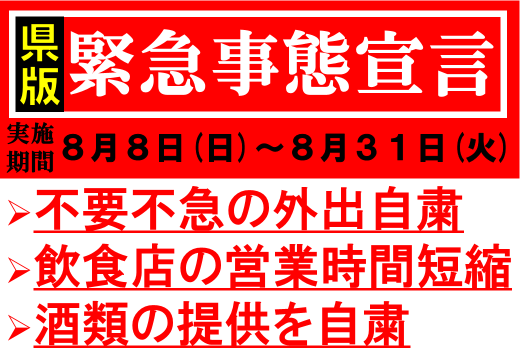 県版
緊急事態宣言
実施
期間
8月8日(日)～8月31日(火)
➢不要不急の外出自粛
➢飲食店の営業時間短縮
➢酒類の提供を自粛